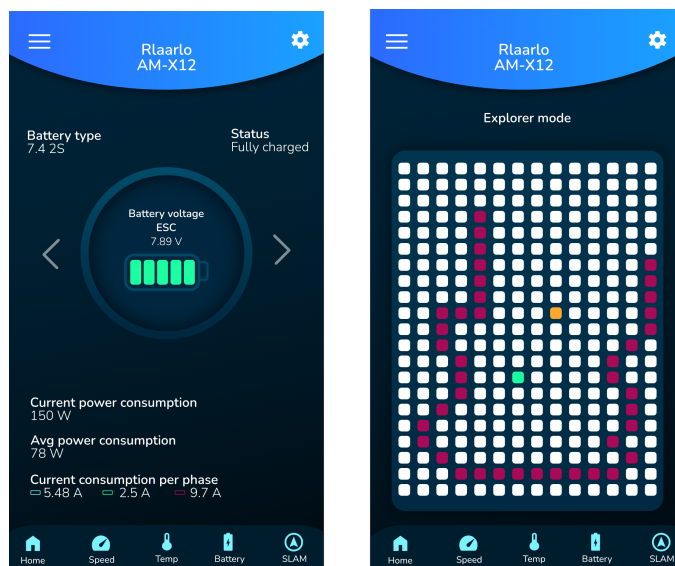 Rlaarlo
AM-X12
Battery type
7.4 2S
Status
Fully charged
Battery voltage
ESC
7.89 V
Current power consumption
150 W
Avg power consumption
78 W
Current consumption per phase
5.48 A 2.5 A 9.7 A
Home Speed Temp Battery SLAM
Rlaarlo
AM-X12
Explorer mode
Home Speed Temp Battery SLAM